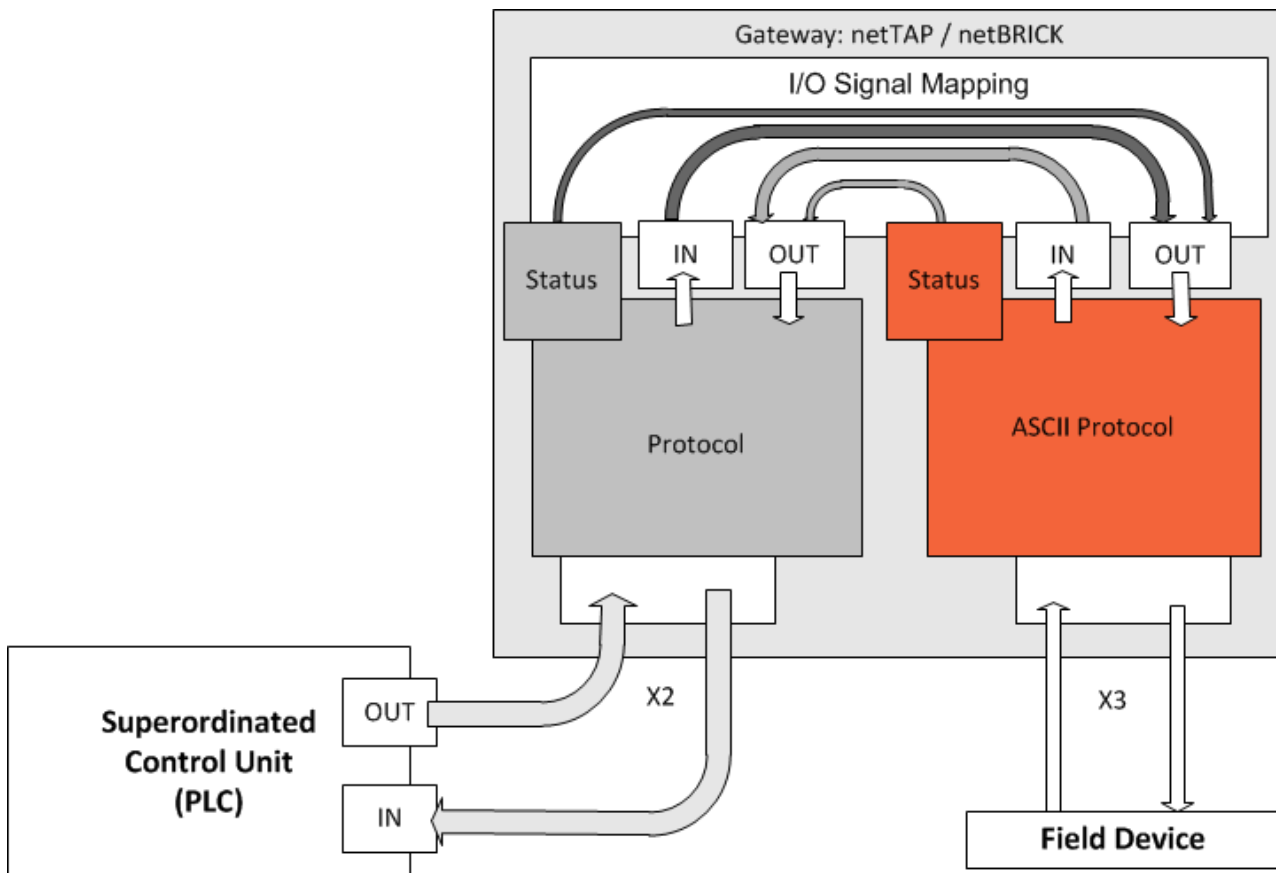 Gateway: netTAP / netBRICK
I/O Signal Mapping
Status
IN
OUT
Status
IN
OUT
Protocol
ASCII Protocol
X2
X3
OUT
Superordinated
Control Unit
(PLC)
IN
Field Device